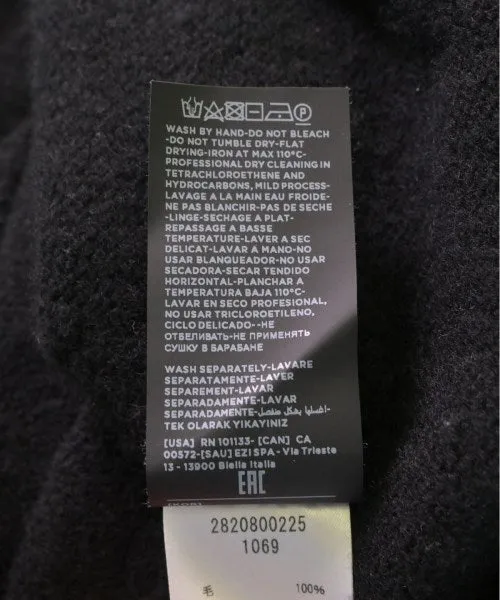 WASH BY HAND-DO NOT BLEACH
-DO NOT TUMBLE DRY-FLAT
DRYING-IRON AT MAX 110°C-
PROFESSIONAL DRY CLEANING IN
TETRACHLOROETHENE AND
HYDROCARBONS, MILD PROCESS-
LAVAGE A LA MAIN EAU FROIDE-
NE PAS BLANCHIR-PAS DE SECHE
-LINGE-SECHAGE A PLAT-
REPASSAGE A BASSE
TEMPERATURE-LAVER A SEC
DELICAT-LAVAR A MANO-NO
USAR BLANQUEADOR-NO USAR
SECADORA-SECAR TENDIDO
HORIZONTAL-PLANCHAR A
TEMPERATURA BAJA 110°C-
LAVAR EN SECO PROFESIONAL,
NO USAR TRICLOROETILENO,
CICLO DELICADO--НЕ
ОТБЕЛИВАТЬ-НЕ ПРИМЕНЯТЬ
СУШКУ В БАРАБАНЕ
WASH SEPARATELY-LAVARE
SEPARATAMENTE-LAVER
SEPAREMENT-LAVAR
SEPARADAMENTE-LAVAR
SEPARADAMENTE-اغسلها بشكل منفصل-
TEK OLARAK YIKAYINIZ
[USA] RN 101133- [CAN] CA
00572-[SAU] EZI SPA - Via Trieste
13 - 13900 Biella Italia
EAC
2820800225
1069
毛 100%